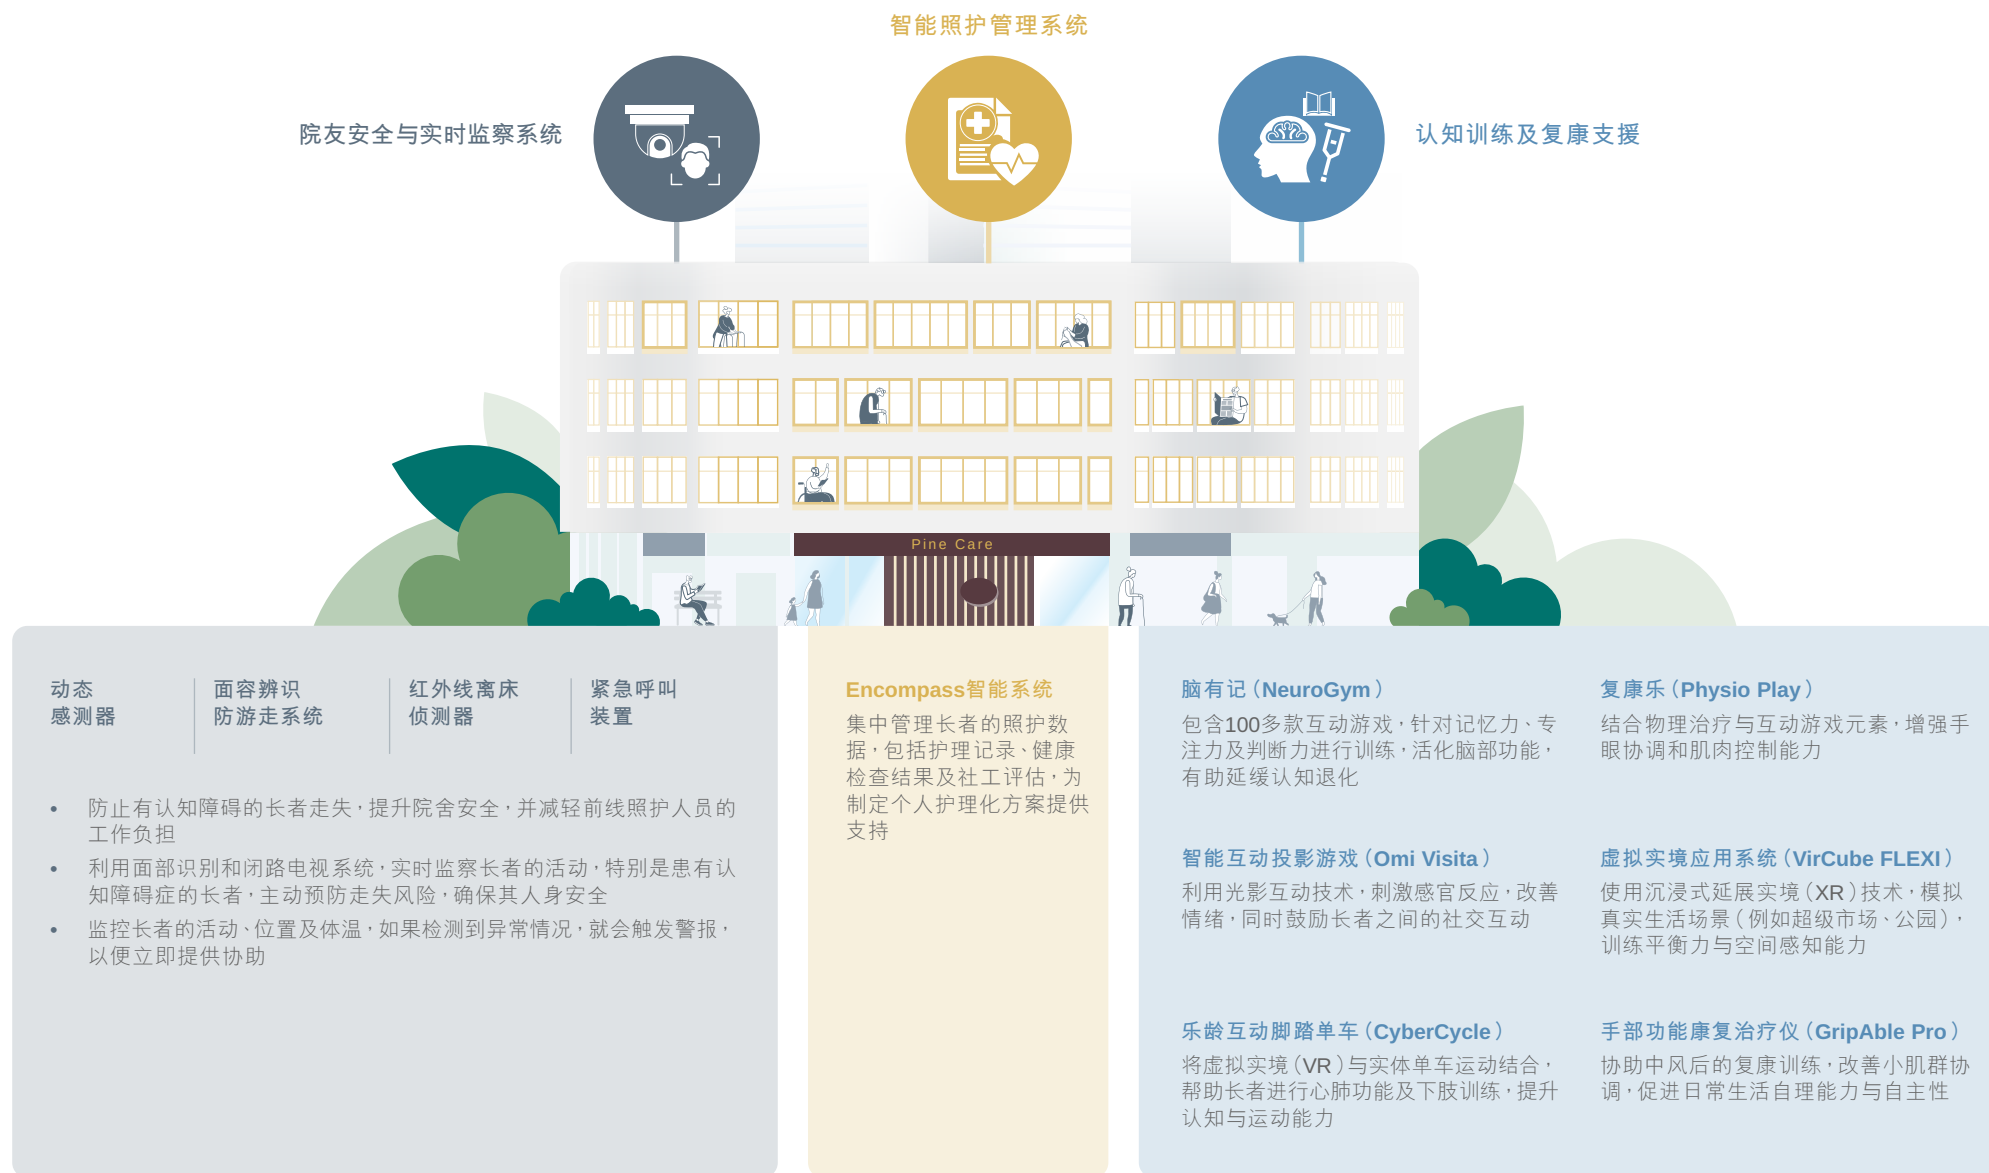 智能照护管理系统
院友安全与实时监察系统
认知训练及复康支援
Pine Care
动态
感测器
面容辨识
防游走系统
红外线离床
侦测器
紧急呼叫
装置
• 防止有认知障碍的长者走失，提升院舍安全，并减轻前线照护人员的
工作负担
• 利用面部识别和闭路电视系统，实时监察长者的活动，特别是患有认
知障碍症的长者，主动预防走失风险，确保其人身安全
• 监控长者的活动、位置及体温，如果检测到异常情况，就会触发警报，
以便立即提供协助
Encompass智能系统
集中管理长者的照护数
据，包括护理记录、健康
检查结果及社工评估，为
制定个人护理化方案提供
支持
脑有记（NeuroGym）
包含100多款互动游戏，针对记忆力、专
注力及判断力进行训练，活化脑部功能，
有助延缓认知退化
复康乐（Physio Play）
结合物理治疗与互动游戏元素，增强手
眼协调和肌肉控制能力
智能互动投影游戏（Omi Visita）
利用光影互动技术，刺激感官反应，改善
情绪，同时鼓励长者之间的社交互动
虚拟实境应用系统（VirCube FLEXI）
使用沉浸式延展实境（XR）技术，模拟
真实生活场景（例如超级市场、公园），
训练平衡力与空间感知能力
乐龄互动脚踏单车（CyberCycle）
将虚拟实境（VR）与实体单车运动结合，
帮助长者进行心肺功能及下肢训练，提升
认知与运动能力
手部功能康复治疗仪（GripAble Pro）
协助中风后的复康训练，改善小肌群协
调，促进日常生活自理能力与自主性